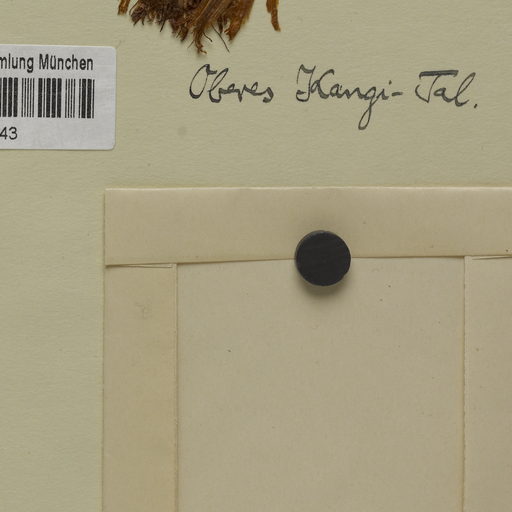 mlung München
43
Oberes Kangi-Tal.